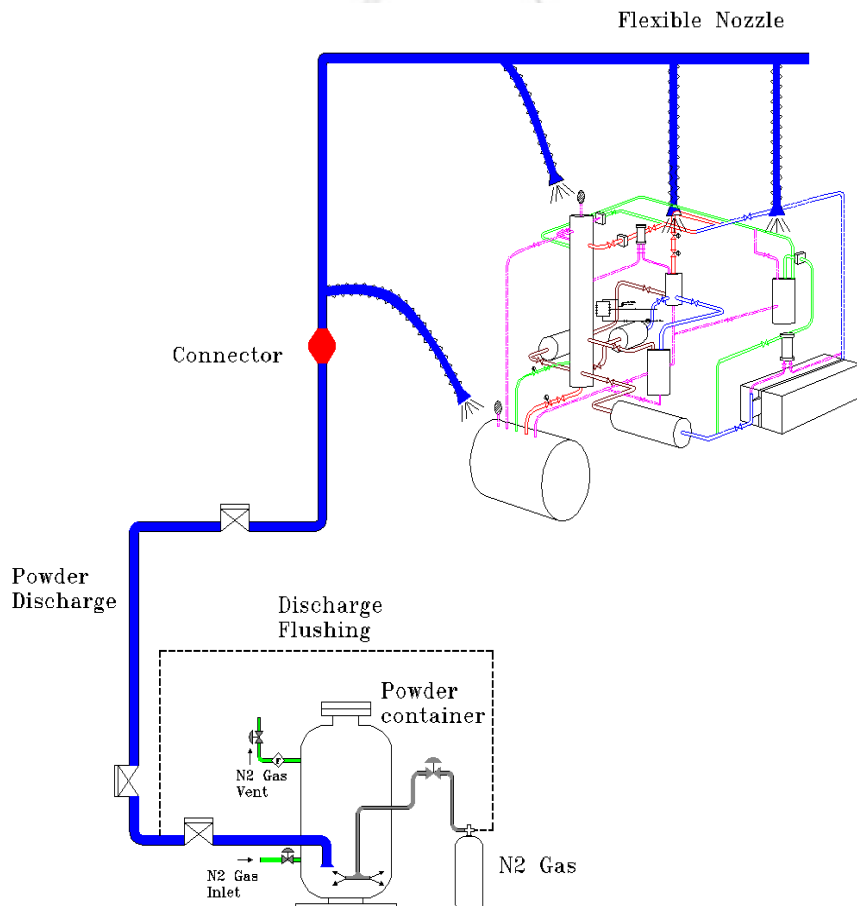 Flexible Nozzle
Connector
Powder
Discharge
Discharge
Flushing
Powder
container
N2 Gas
Vent
r
N2 Gas
Inlet
N2 Gas